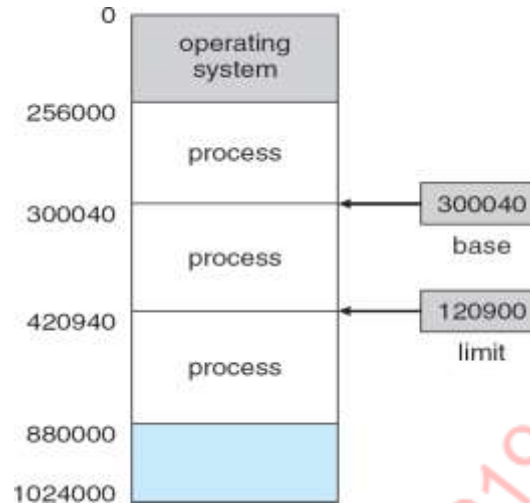 0
operating
system
256000
process
300040
300040
base
process
420940
120900
limit
process
880000
1024000